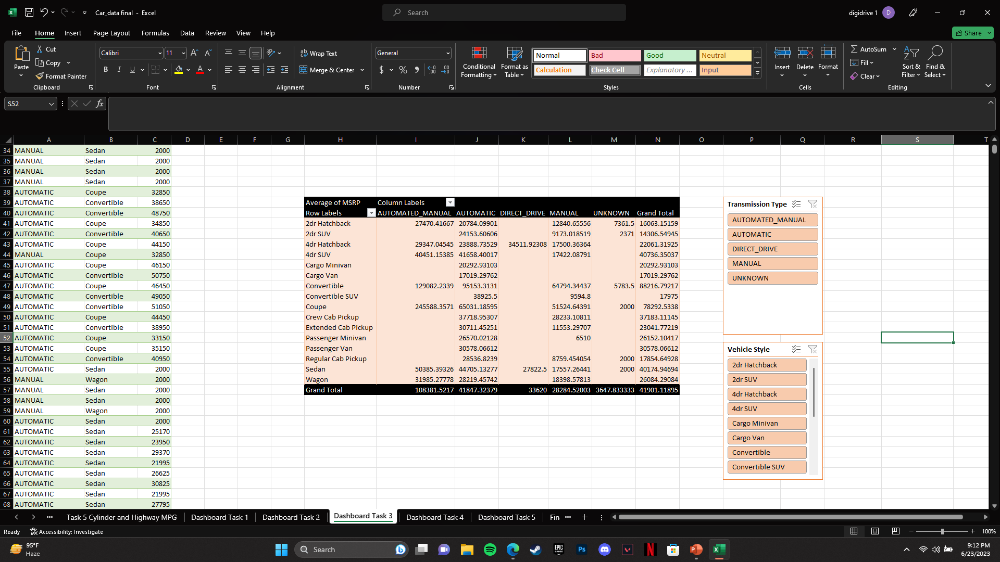 Car_data final - Excel
Search
digidrive 1 D
File Home Insert Page Layout Formulas Data Review View Help
Share
Paste
Cut
Copy
Format Painter
Clipboard
Calibri 11
B I U
Font
Wrap Text
Merge & Center
Alignment
General
$ % ,
Number
Conditional Formatting
Format as Table
Normal Bad Good Neutral
Calculation Check Cell Explanatory ... Input
Styles
Insert Delete Format
Cells
AutoSum
Fill
Clear
Sort & Filter
Find & Select
Editing
S52 fx
A B C D E F G H I J K L M N O P Q R S T
34 MANUAL Sedan 2000
35 MANUAL Sedan 2000
36 MANUAL Sedan 2000
37 MANUAL Sedan 2000
38 AUTOMATIC Coupe 32850
39 AUTOMATIC Convertible 38650 Average of MSRP Column Labels
40 AUTOMATIC Convertible 48750 Row Labels AUTOMATED_MANUAL AUTOMATIC DIRECT_DRIVE MANUAL UNKNOWN Grand Total
41 AUTOMATIC Coupe 34850 2dr Hatchback 27470.41667 20784.09901 12840.65556 7361.5 16063.15159
42 AUTOMATIC Convertible 40650 2dr SUV 24153.60606 9173.018519 2371 14306.54945
43 AUTOMATIC Coupe 44150 4dr Hatchback 29347.04545 23888.73529 34511.92308 17500.36364 22061.31925
44 MANUAL Coupe 32850 4dr SUV 40451.15385 41658.40017 17422.08791 40736.35037
45 AUTOMATIC Coupe 46150 Cargo Minivan 20292.93103 20292.93103
46 AUTOMATIC Convertible 50750 Cargo Van 17019.29762 17019.29762
47 AUTOMATIC Coupe 46450 Convertible 129082.2339 95153.3131 64794.34437 5783.5 88216.79217
48 AUTOMATIC Convertible 49050 Convertible SUV 38925.5 9594.8 17975
49 AUTOMATIC Convertible 51050 Coupe 245588.3571 65031.18595 51524.64391 2000 78292.5338
50 AUTOMATIC Coupe 44450 Crew Cab Pickup 37718.95307 28233.10811 37183.11145
51 AUTOMATIC Convertible 38950 Extended Cab Pickup 30711.45251 11553.29707 23041.77219
52 AUTOMATIC Coupe 33150 Passenger Minivan 26570.02128 6510 26152.10417
53 AUTOMATIC Coupe 35150 Passenger Van 30578.06612 30578.06612
54 AUTOMATIC Convertible 40950 Regular Cab Pickup 28536.8239 8759.454054 2000 17854.64928
55 AUTOMATIC Sedan 2000 Sedan 50385.39326 44705.13277 27822.5 17557.26441 2000 40174.94694
56 MANUAL Wagon 2000 Wagon 31985.27778 28219.45742 18398.57813 26084.29084
57 MANUAL Sedan 2000 Grand Total 108381.5217 41847.32379 33620 28284.52003 3647.833333 41901.11895
58 MANUAL Sedan 2000
59 MANUAL Wagon 2000
60 AUTOMATIC Sedan 2000
61 AUTOMATIC Sedan 25170
62 AUTOMATIC Sedan 23950
63 AUTOMATIC Sedan 29370
64 AUTOMATIC Sedan 21995
65 AUTOMATIC Sedan 26625
66 AUTOMATIC Sedan 30825
67 AUTOMATIC Sedan 21995
68 AUTOMATIC Sedan 27795
Transmission Type
AUTOMATED_MANUAL
AUTOMATIC
DIRECT_DRIVE
MANUAL
UNKNOWN
Vehicle Style
2dr Hatchback
2dr SUV
4dr Hatchback
4dr SUV
Cargo Minivan
Cargo Van
Convertible
Convertible SUV
Task 5 Cylinder and Highway MPG Dashboard Task 1 Dashboard Task 2 Dashboard Task 3 Dashboard Task 4 Dashboard Task 5 Fin
Ready Accessibility: Investigate 100%
95°F
Haze
Search
EPIC GAMES
Ps
9:12 PM
6/23/2023